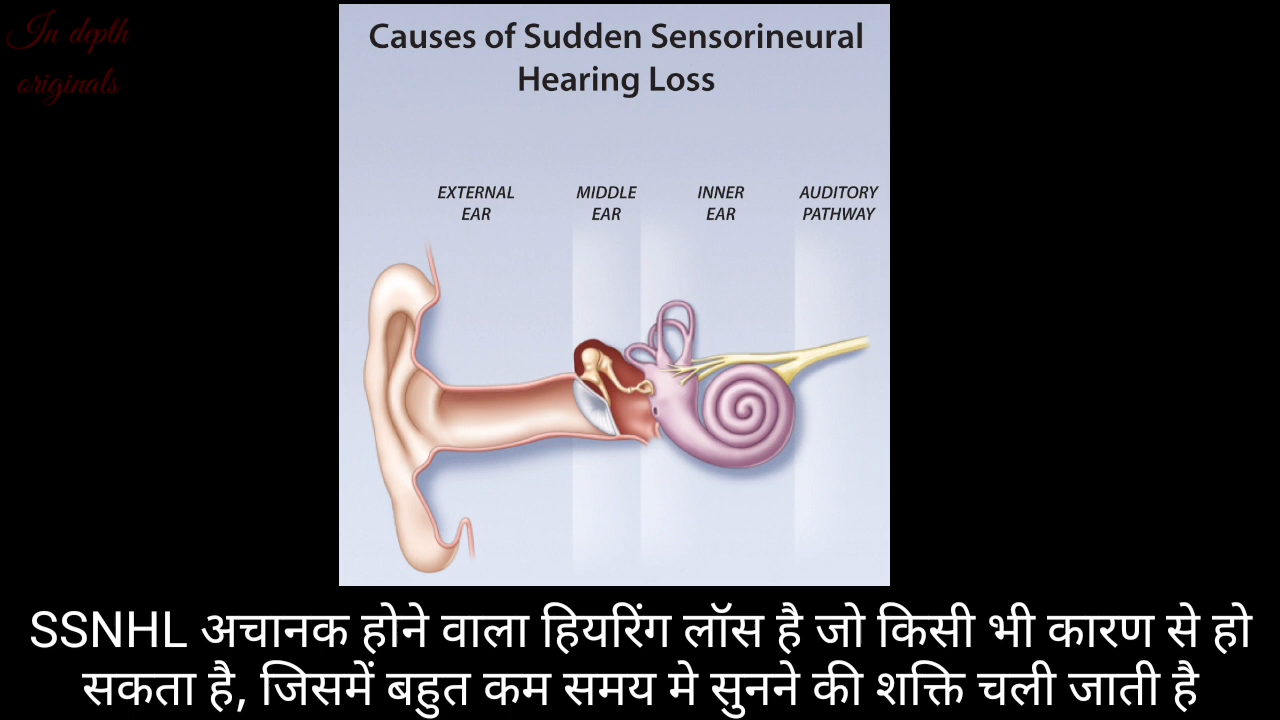 In depth
originals
Causes of Sudden Sensorineural
Hearing Loss
EXTERNAL
EAR
MIDDLE
EAR
INNER
EAR
AUDITORY
PATHWAY
SSNHL अचानक होने वाला हियरिंग लॉस है जो किसी भी कारण से हो
सकता है, जिसमें बहुत कम समय मे सुनने की शक्ति चली जाती है